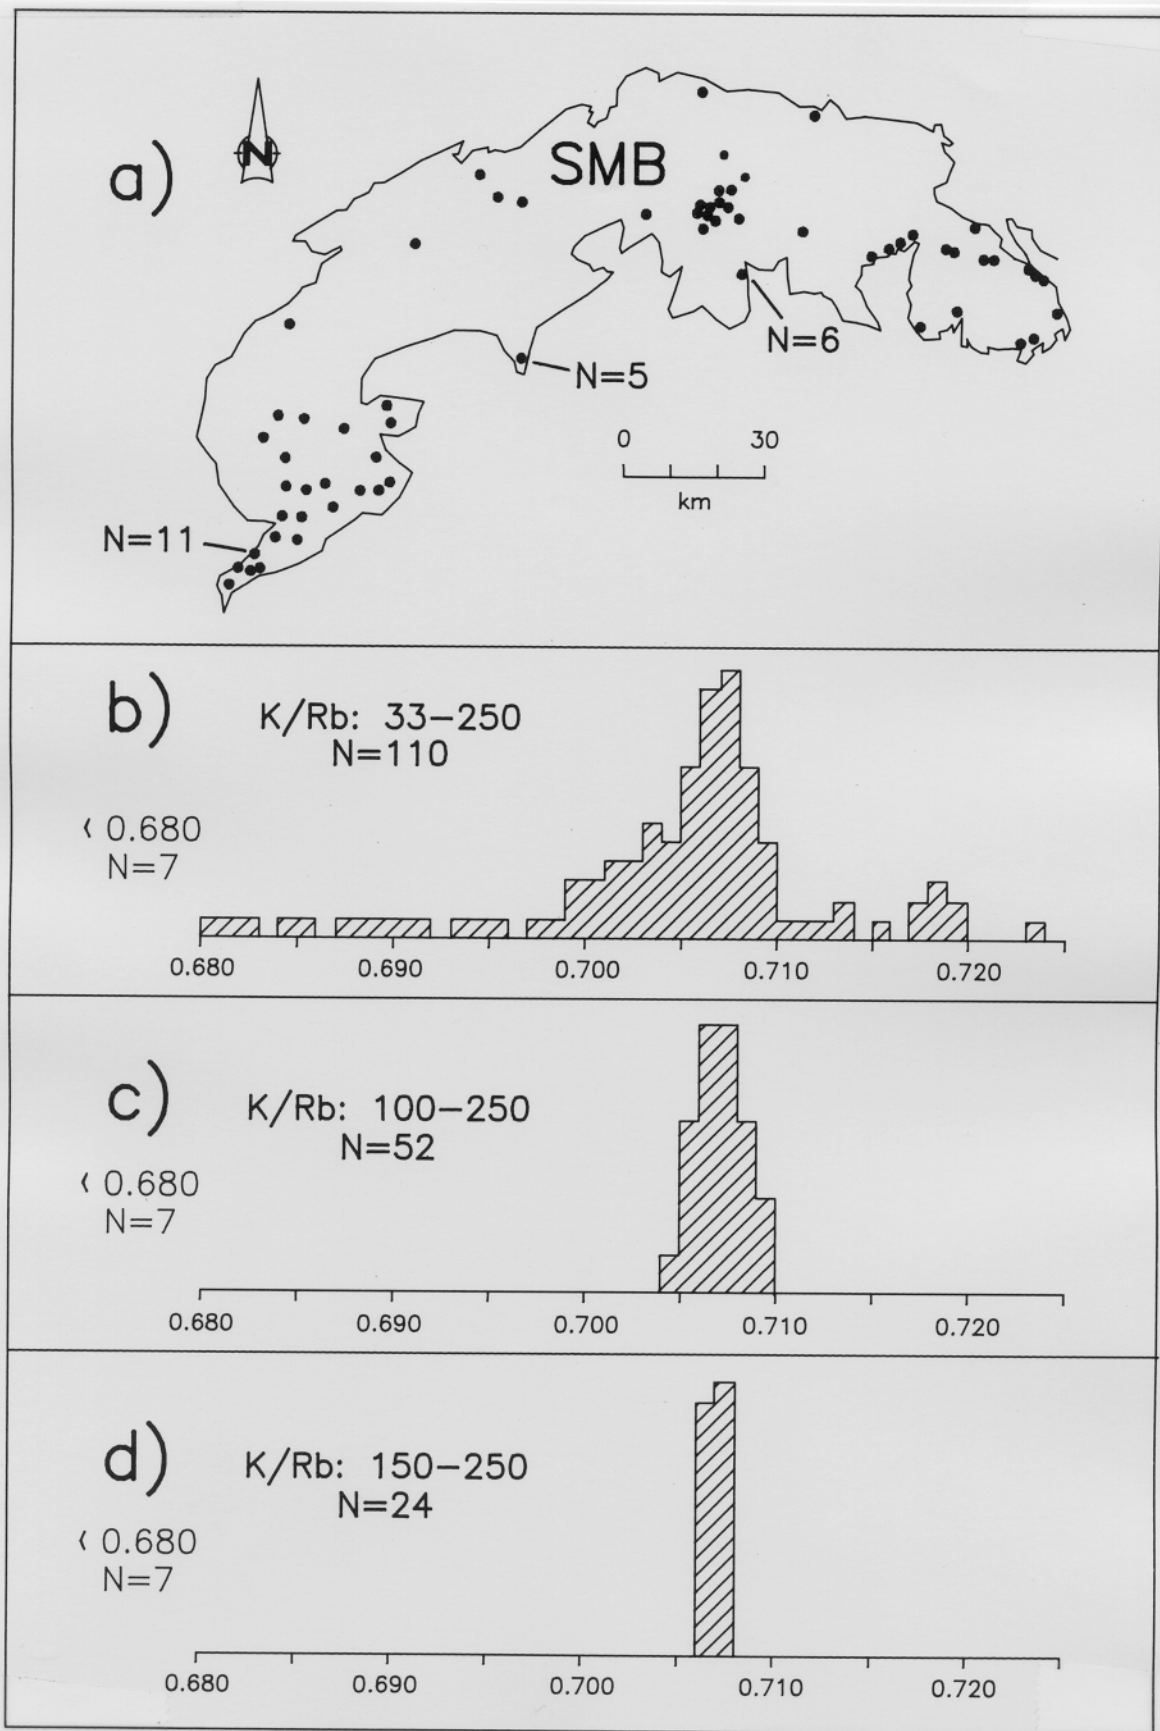 a)
N
SMB
N=6
N=5
0 30
km
N=11
b)
K/Rb: 33-250
N=110
< 0.680
N=7
0.680 0.690 0.700 0.710 0.720
c)
K/Rb: 100-250
N=52
< 0.680
N=7
0.680 0.690 0.700 0.710 0.720
d)
K/Rb: 150-250
N=24
< 0.680
N=7
0.680 0.690 0.700 0.710 0.720